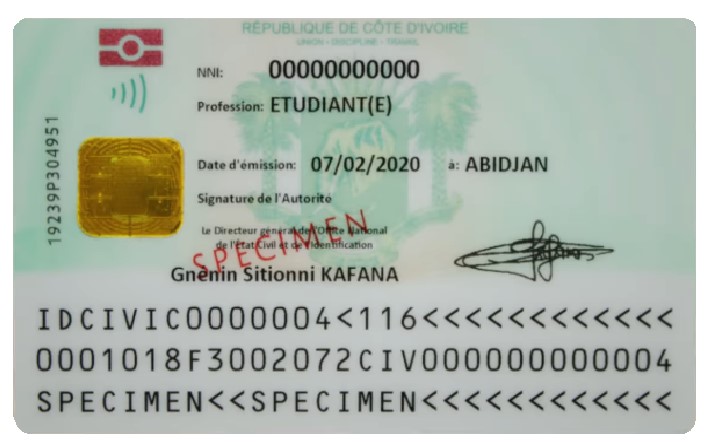 RÉPUBLIQUE DE CÔTE D'IVOIRE
UNION - DISCIPLINE - TRAVAIL
NNI: 00000000000
Profession: ETUDIANT(E)
19239P304951
Date d'émission: 07/02/2020 à: ABIDJAN
Signature de l'Autorité
Le Directeur général de l'Office National
de l'État Civil et de l'Identification
SPECIMEN
Gnénin Sitionni KAFANA
IDCIVIC0000004<116<<<<<<<<<<<<
0001018F3002072CIV000000000004
SPECIMEN<<SPECIMEN<<<<<<<<<<<<